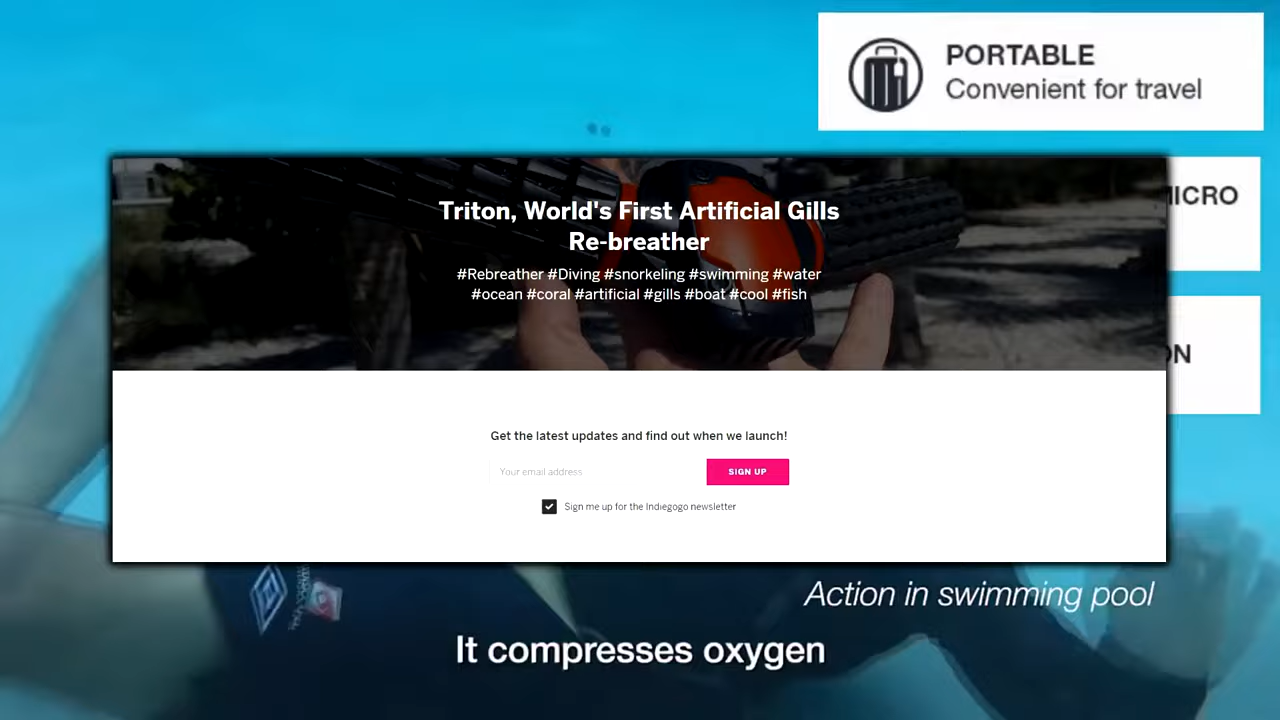 PORTABLE
Convenient for travel
MICRO
ON
Triton, World's First Artificial Gills
Re-breather
#Rebreather #Diving #snorkeling #swimming #water
#ocean #coral #artificial #gills #boat #cool #fish
Get the latest updates and find out when we launch!
Your email address
SIGN UP
Sign me up for the Indiegogo newsletter
Action in swimming pool
It compresses oxygen